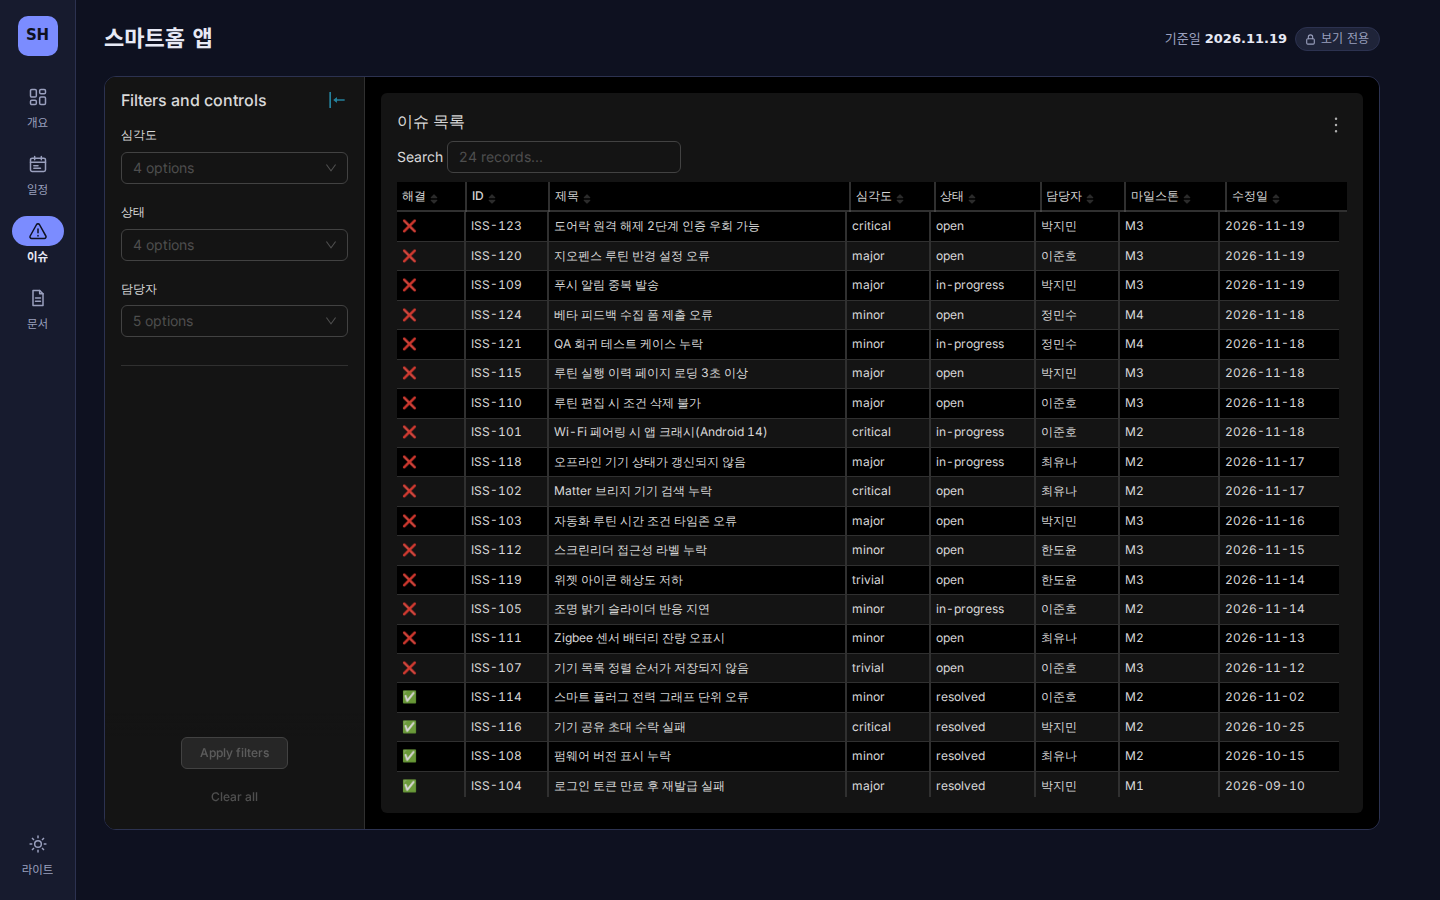 SH
개요
일정
이슈
문서
라이트
스마트홈 앱
기준일 2026.11.19 보기 전용
Filters and controls
심각도
4 options
상태
4 options
담당자
5 options
Apply filters
Clear all
이슈 목록
Search 24 records...
해결 ID 제목 심각도 상태 담당자 마일스톤 수정일
❌ ISS-123 도어락 원격 해제 2단계 인증 우회 가능 critical open 박지민 M3 2026-11-19
❌ ISS-120 지오펜스 루틴 반경 설정 오류 major open 이준호 M3 2026-11-19
❌ ISS-109 푸시 알림 중복 발송 major in-progress 박지민 M3 2026-11-19
❌ ISS-124 베타 피드백 수집 폼 제출 오류 minor open 정민수 M4 2026-11-18
❌ ISS-121 QA 회귀 테스트 케이스 누락 minor in-progress 정민수 M4 2026-11-18
❌ ISS-115 루틴 실행 이력 페이지 로딩 3초 이상 major open 박지민 M3 2026-11-18
❌ ISS-110 루틴 편집 시 조건 삭제 불가 major open 이준호 M3 2026-11-18
❌ ISS-101 Wi-Fi 페어링 시 앱 크래시(Android 14) critical in-progress 이준호 M2 2026-11-18
❌ ISS-118 오프라인 기기 상태가 갱신되지 않음 major in-progress 최유나 M2 2026-11-17
❌ ISS-102 Matter 브리지 기기 검색 누락 critical open 최유나 M2 2026-11-17
❌ ISS-103 자동화 루틴 시간 조건 타임존 오류 major open 박지민 M3 2026-11-16
❌ ISS-112 스크린리더 접근성 라벨 누락 minor open 한도윤 M3 2026-11-15
❌ ISS-119 위젯 아이콘 해상도 저하 trivial open 한도윤 M3 2026-11-14
❌ ISS-105 조명 밝기 슬라이더 반응 지연 minor in-progress 이준호 M2 2026-11-14
❌ ISS-111 Zigbee 센서 배터리 잔량 오표시 minor open 최유나 M2 2026-11-13
❌ ISS-107 기기 목록 정렬 순서가 저장되지 않음 trivial open 이준호 M3 2026-11-12
✅ ISS-114 스마트 플러그 전력 그래프 단위 오류 minor resolved 이준호 M2 2026-11-02
✅ ISS-116 기기 공유 초대 수락 실패 critical resolved 박지민 M2 2026-10-25
✅ ISS-108 펌웨어 버전 표시 누락 minor resolved 최유나 M2 2026-10-15
✅ ISS-104 로그인 토큰 만료 후 재발급 실패 major resolved 박지민 M1 2026-09-10